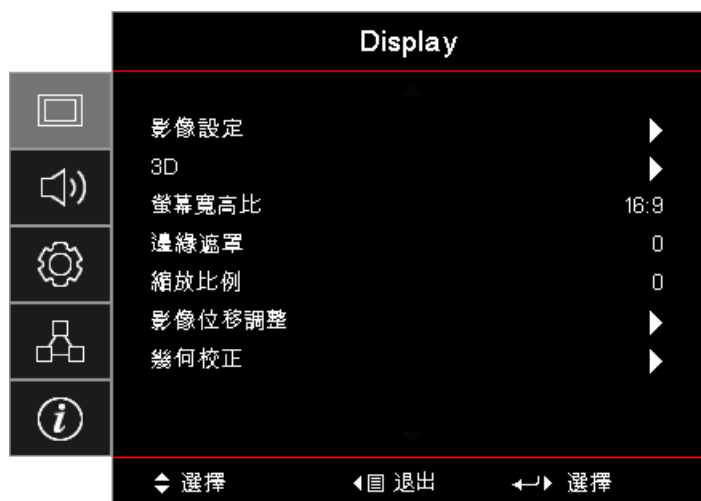 Display
影像設定
3D
螢幕寬高比 16:9
邊緣遮罩 0
縮放比例 0
影像位移調整
幾何校正
選擇 退出 選擇